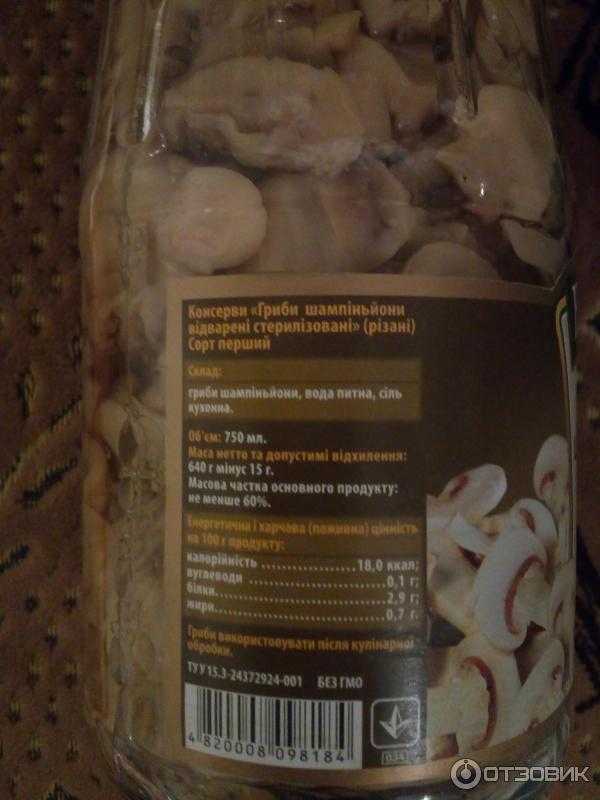 Консерви «Гриби шампіньйони
відварені стерилізовані» (різані)
Сорт перший
Склад:
гриби шампіньйони, вода питна, сіль
кухонна.
Об'єм: 750 мл.
Маса нетто та допустимі відхилення:
640 г мінус 15 г.
Масова частка основного продукту:
не менше 60%.
Енергетична і харчова (поживна) цінність
на 100 г продукту:
калорійність ................18,0 ккал;
вуглеводи ....................0,1 г;
білки..........................2,9 г;
жири..........................0,7 г.
Гриби використовувати після кулінарної
обробки.
ТУ У 15.3-24372924-001 БЕЗ ГМО
4 820008 098184
ОТЗОВИК